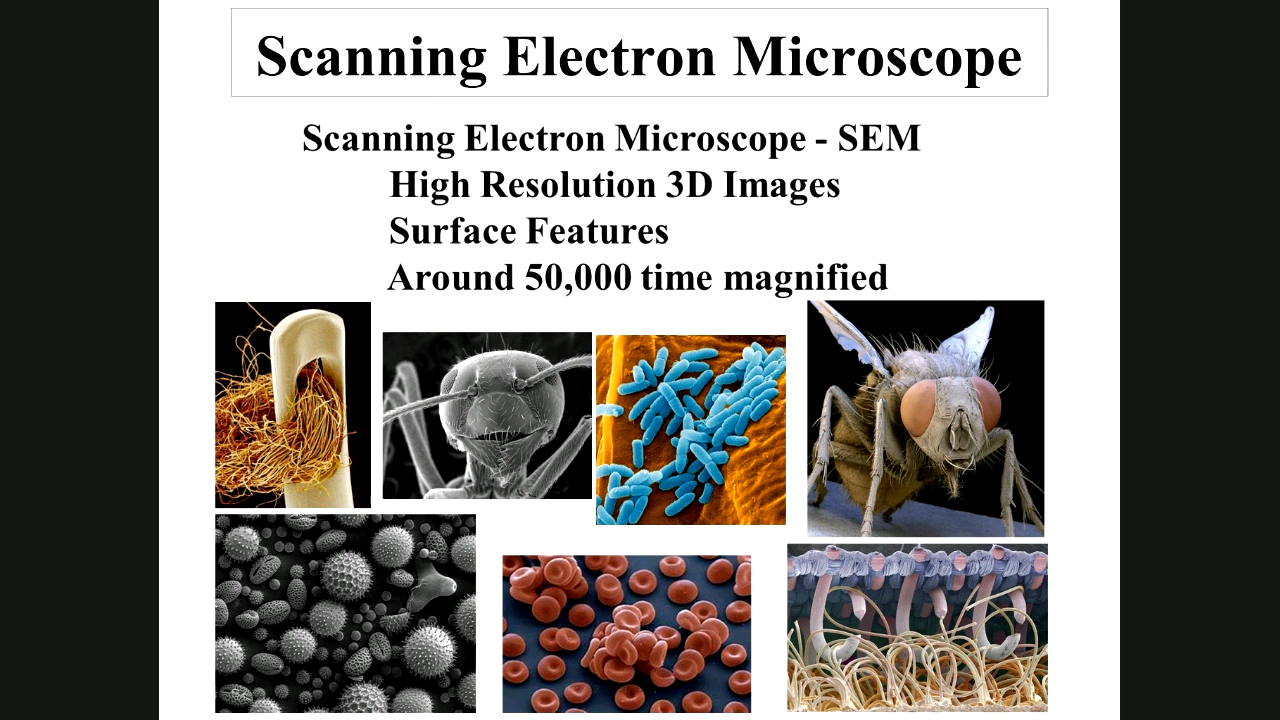 Scanning Electron Microscope
Scanning Electron Microscope - SEM
High Resolution 3D Images
Surface Features
Around 50,000 time magnified